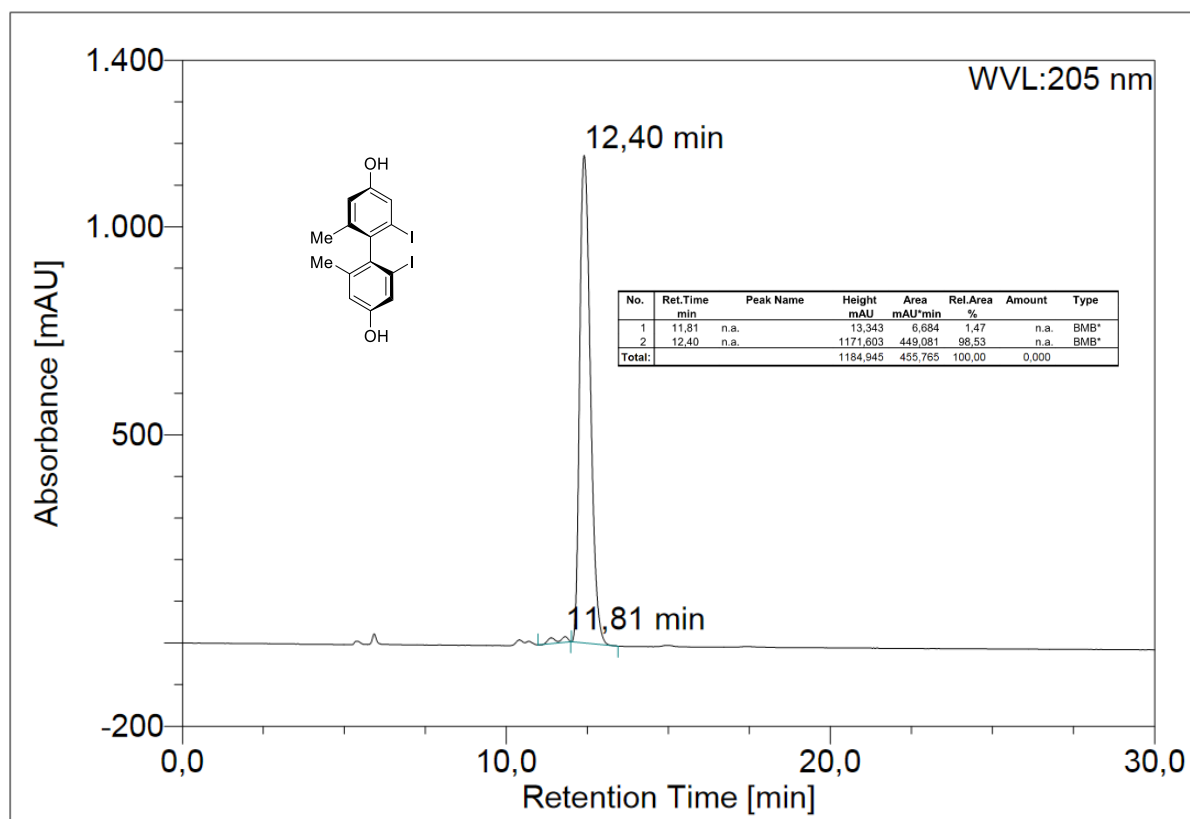 1.400
WVL:205 nm
12,40 min
OH
1.000
Me
I
Me
I
OH
No. Ret.Time Peak Name Height Area Rel.Area Amount Type
min mAU mAU*min %
1 11,81 n.a. 13,343 6,684 1,47 n.a. BMB*
2 12,40 n.a. 1171,603 449,081 98,53 n.a. BMB*
Total: 1184,945 455,765 100,00 0,000
Absorbance [mAU]
500
11,81 min
-200
0,0 10,0 20,0 30,0
Retention Time [min]